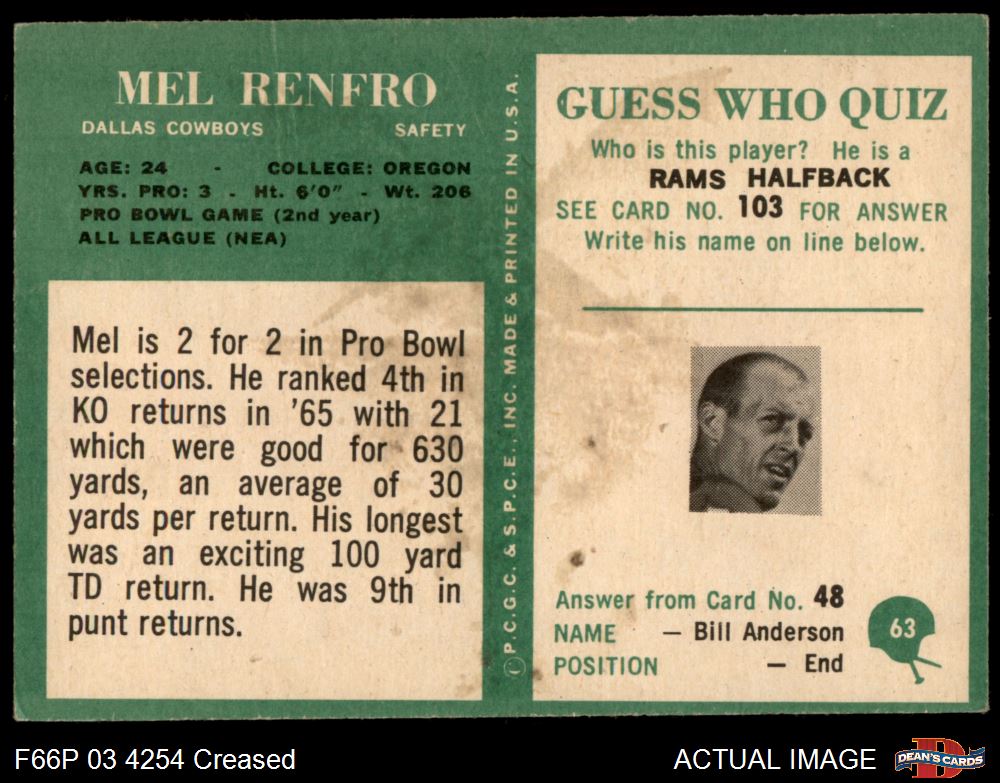 MEL RENFRO
DALLAS COWBOYS SAFETY
AGE: 24 - COLLEGE: OREGON
YRS. PRO: 3 - Ht. 6'0" - Wt. 206
PRO BOWL GAME (2nd year)
ALL LEAGUE (NEA)
Mel is 2 for 2 in Pro Bowl
selections. He ranked 4th in
KO returns in '65 with 21
which were good for 630
yards, an average of 30
yards per return. His longest
was an exciting 100 yard
TD return. He was 9th in
punt returns.
© P.C.G.C. & S.P.C.E., INC. MADE & PRINTED IN U.S.A.
GUESS WHO QUIZ
Who is this player? He is a
RAMS HALFBACK
SEE CARD NO. 103 FOR ANSWER
Write his name on line below.
Answer from Card No. 48
NAME — Bill Anderson
POSITION — End
63
F66P 03 4254 Creased
ACTUAL IMAGE
D
DEAN'S CARDS